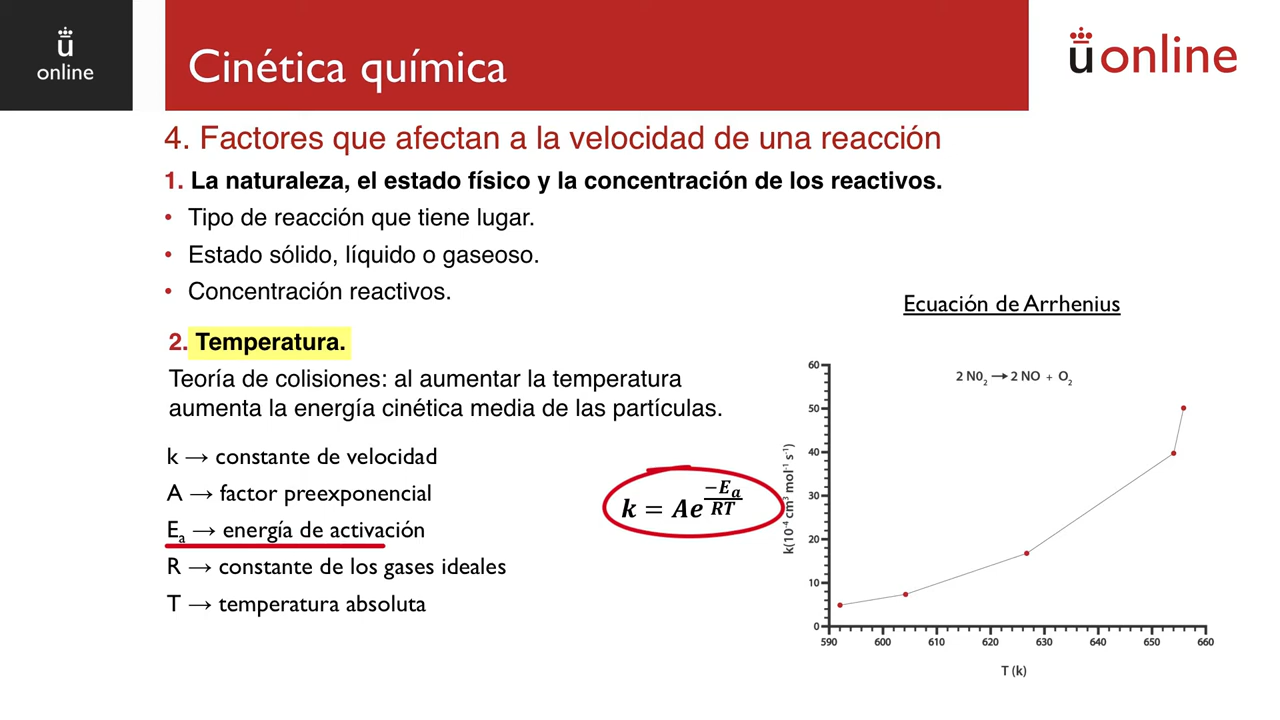 ü
online
Cinética química
üonline
4. Factores que afectan a la velocidad de una reacción
1. La naturaleza, el estado físico y la concentración de los reactivos.
• Tipo de reacción que tiene lugar.
• Estado sólido, líquido o gaseoso.
• Concentración reactivos.
2. Temperatura.
Teoría de colisiones: al aumentar la temperatura
aumenta la energía cinética media de las partículas.
k → constante de velocidad
A → factor preexponencial
Eₐ → energía de activación
R → constante de los gases ideales
T → temperatura absoluta
k = Ae^(−Eₐ/RT)
Ecuación de Arrhenius
2 N0₂ → 2 NO + O₂
k(10⁻⁴ cm³ mol⁻¹ s⁻¹)
60
50
40
30
20
10
0
590 600 610 620 630 640 650 660
T (k)